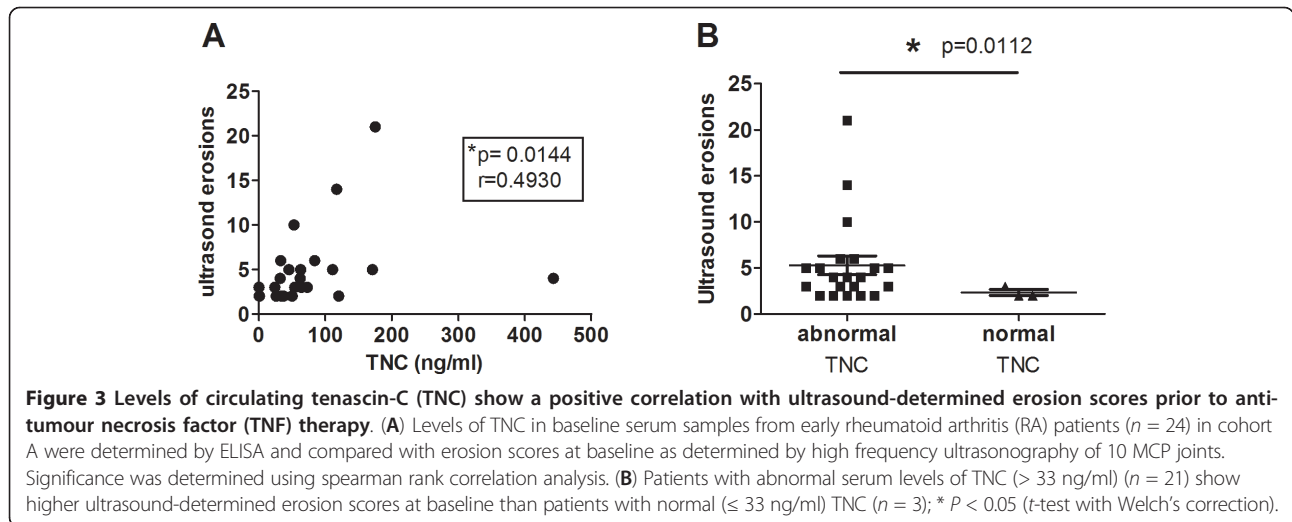 A
B
* p=0.0112
25
20
15
10
5
0
ultrasond erosions
*p= 0.0144
r=0.4930
0 100 200 300 400 500
TNC (ng/ml)
25
20
15
10
5
0
Ultrasound erosions
abnormal normal
TNC TNC
Figure 3 Levels of circulating tenascin-C (TNC) show a positive correlation with ultrasound-determined erosion scores prior to anti-
tumour necrosis factor (TNF) therapy. (A) Levels of TNC in baseline serum samples from early rheumatoid arthritis (RA) patients (n = 24) in cohort
A were determined by ELISA and compared with erosion scores at baseline as determined by high frequency ultrasonography of 10 MCP joints.
Significance was determined using spearman rank correlation analysis. (B) Patients with abnormal serum levels of TNC (> 33 ng/ml) (n = 21) show
higher ultrasound-determined erosion scores at baseline than patients with normal (≤ 33 ng/ml) TNC (n = 3); * P < 0.05 (t-test with Welch's correction).